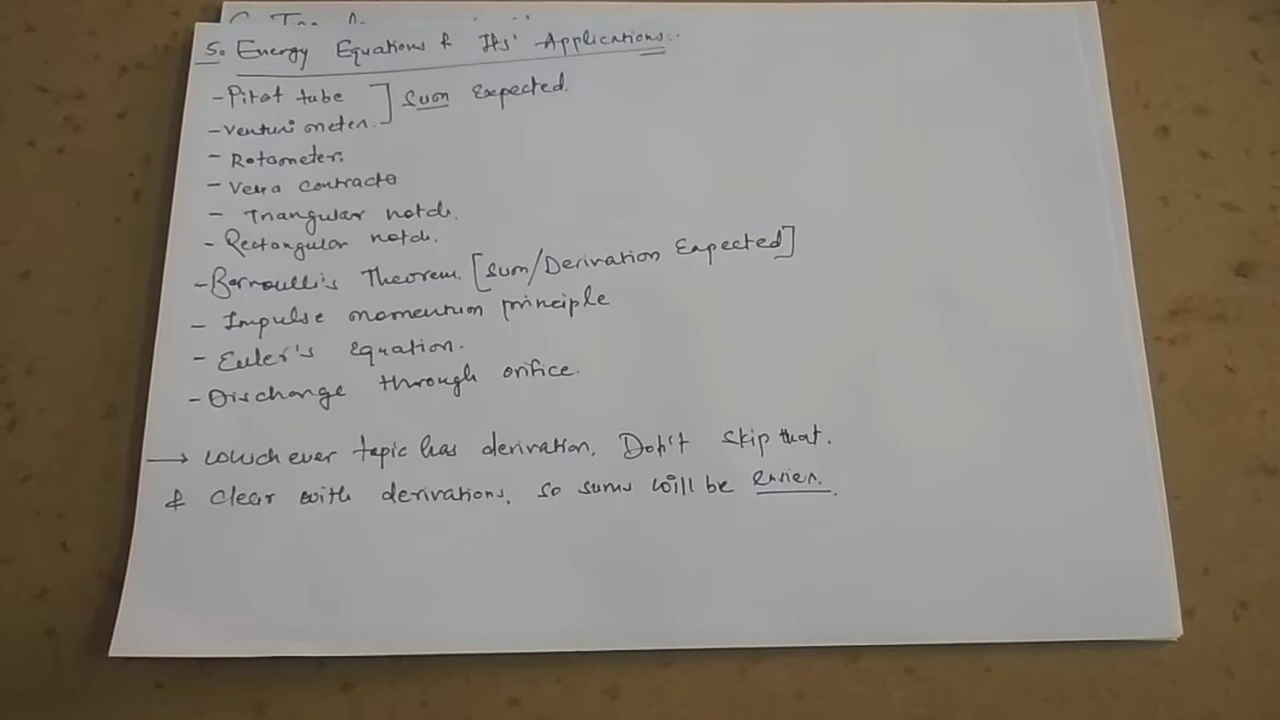 5. Energy Equations & Its' Applications.
- Pitot tube ] Sum Expected.
- Venturi meter.
- Rotameter.
- Vena contracta
- Triangular notch.
- Rectangular notch.
- Bernoulli's Theorem. [Sum/Derivation Expected]
- Impulse momentum principle
- Euler's equation.
- Discharge through orifice.
→ Whichever topic has derivation. Don't skip that.
& clear with derivations, so sums will be easier.